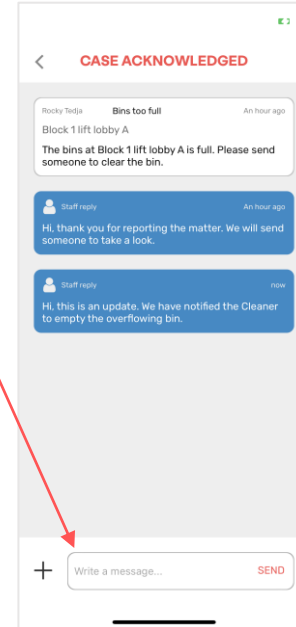 CASE ACKNOWLEDGED
Rocky Tedja Bins too full An hour ago
Block 1 lift lobby A
The bins at Block 1 lift lobby A is full. Please send
someone to clear the bin.
Staff reply An hour ago
Hi, thank you for reporting the matter. We will send
someone to take a look.
Staff reply now
Hi, this is an update. We have notified the Cleaner
to empty the overflowing bin.
Write a message... SEND